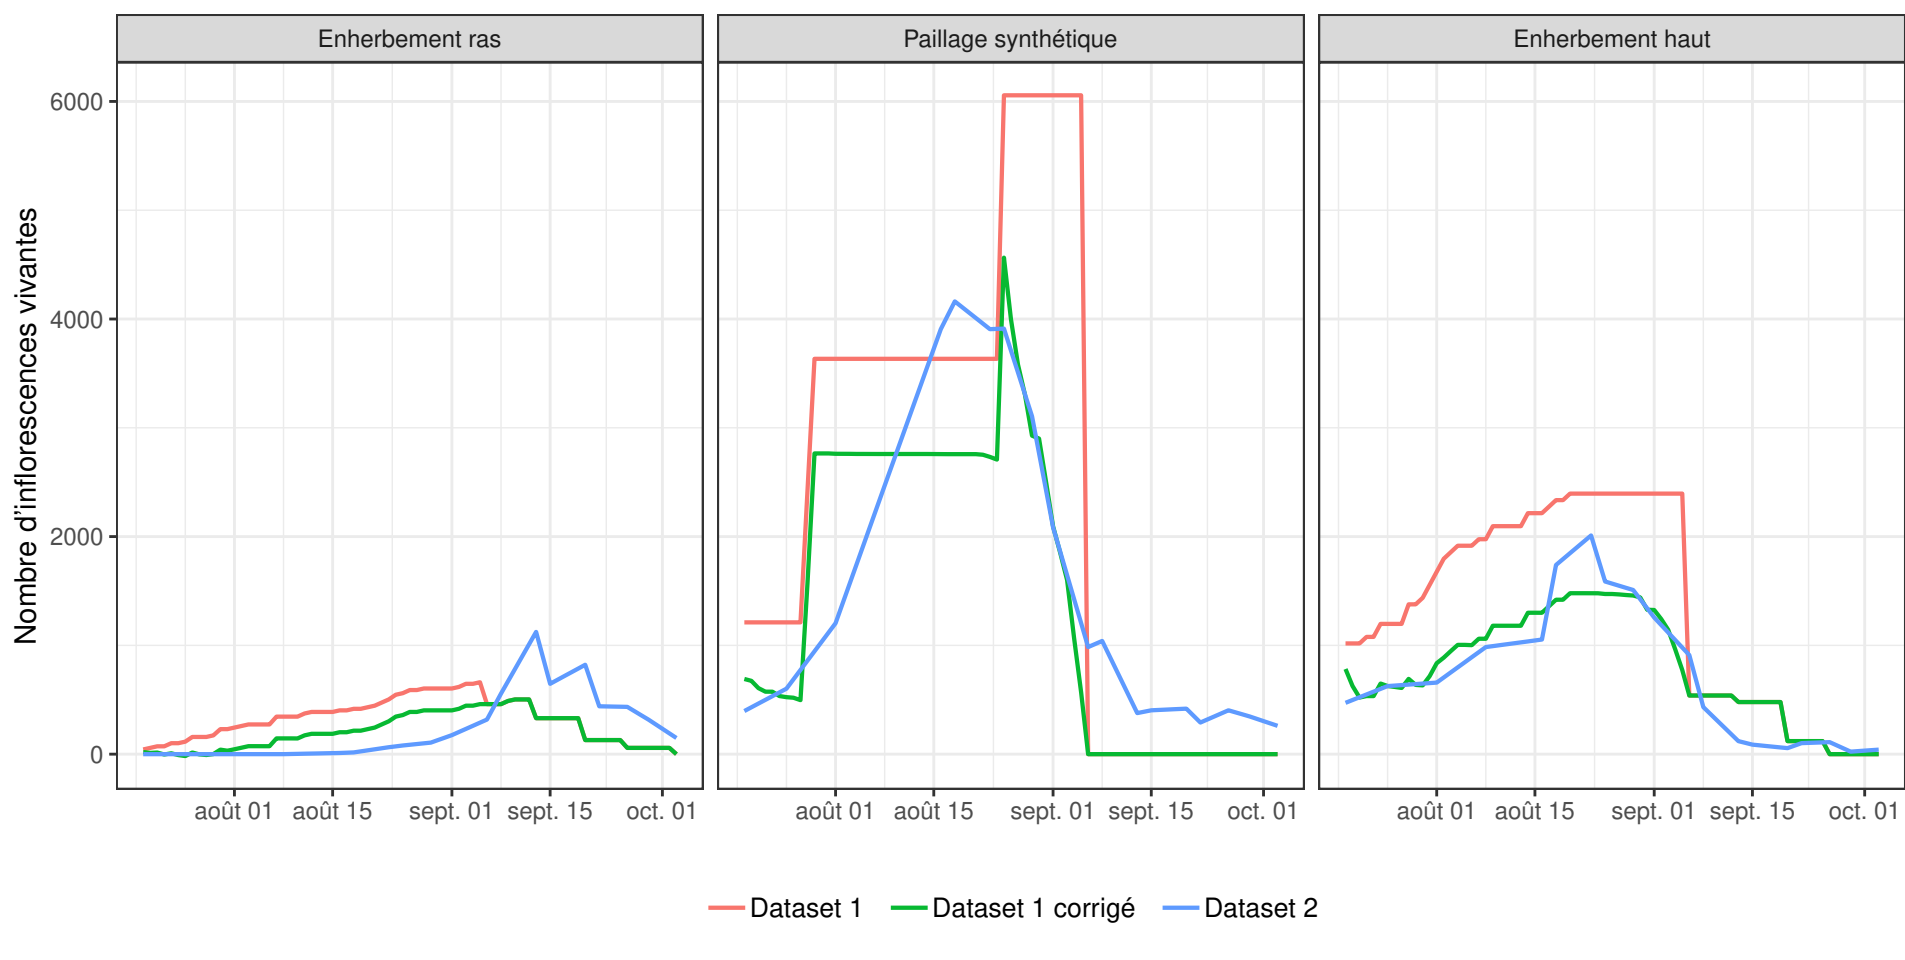 Enherbement ras
Paillage synthétique
Enherbement haut
Nombre d'inflorescences vivantes
6000
4000
2000
0
août 01 août 15 sept. 01 sept. 15 oct. 01
août 01 août 15 sept. 01 sept. 15 oct. 01
août 01 août 15 sept. 01 sept. 15 oct. 01
Dataset 1 Dataset 1 corrigé Dataset 2